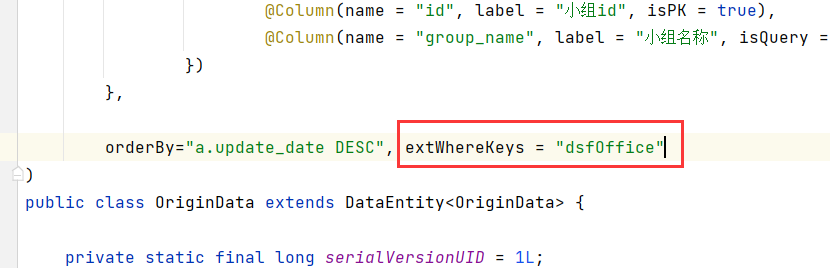 @Column(name = "id", label = "小组id", isPK = true),
@Column(name = "group_name", label = "小组名称", isQuery =
})
},
orderBy="a.update_date DESC", extWhereKeys = "dsfOffice"
)
public class OriginData extends DataEntity<OriginData> {
private static final long serialVersionUID = 1L;